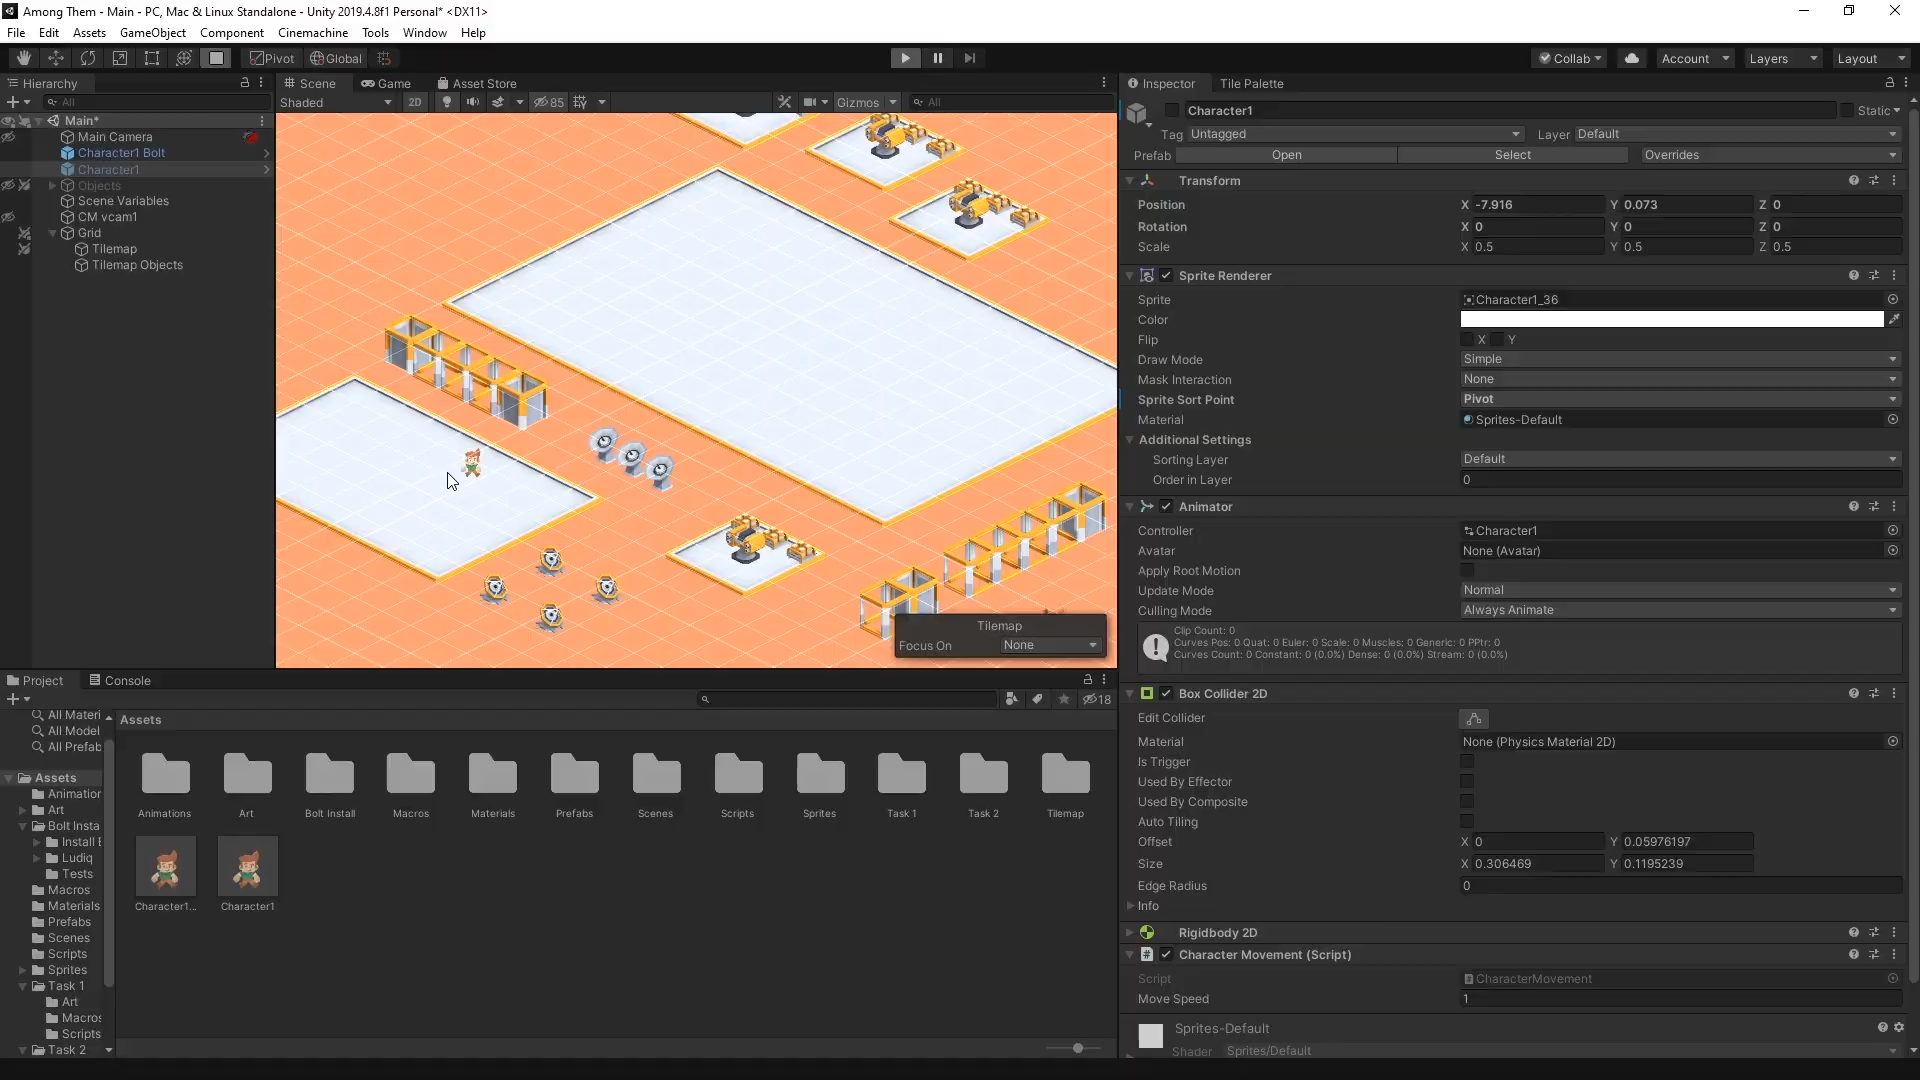 Among Them - Main - PC, Mac & Linux Standalone - Unity 2019.4.8f1 Personal* <DX11>
File Edit Assets GameObject Component Cinemachine Tools Window Help
Pivot Global Collab Account Layers Layout
Hierarchy
All
Main*
Main Camera
Character1 Bolt
Character1
Objects
Scene Variables
CM vcam1
Grid
Tilemap
Tilemap Objects
Scene Game Asset Store
Shaded 2D 85 Gizmos All
Tilemap
Focus On None
Inspector Tile Palette
Character1 Static
Tag Untagged Layer Default
Prefab Open Select Overrides
Transform
Position X -7.916 Y 0.073 Z 0
Rotation X 0 Y 0 Z 0
Scale X 0.5 Y 0.5 Z 0.5
Sprite Renderer
Sprite Character1_36
Color
Flip X Y
Draw Mode Simple
Mask Interaction None
Sprite Sort Point Pivot
Material Sprites-Default
Additional Settings
Sorting Layer Default
Order in Layer 0
Animator
Controller Character1
Avatar None (Avatar)
Apply Root Motion
Update Mode Normal
Culling Mode Always Animate
Clip Count: 0
Curves Pos: 0 Quat: 0 Euler: 0 Scale: 0 Muscles: 0 Generic: 0 PPtr: 0
Curves Count: 0 Constant: 0 (0.0%) Dense: 0 (0.0%) Stream: 0 (0.0%)
Box Collider 2D
Edit Collider
Material None (Physics Material 2D)
Is Trigger
Used By Effector
Used By Composite
Auto Tiling
Offset X 0 Y 0.05976197
Size X 0.306469 Y 0.1195239
Edge Radius 0
Info
Rigidbody 2D
Character Movement (Script)
Script CharacterMovement
Move Speed 1
Sprites-Default
Shader Sprites/Default
Project Console
18
All Materi
All Model
All Prefab
Assets
Animation
Art
Bolt Insta
Install B
Ludiq
Tests
Macros
Materials
Prefabs
Scenes
Scripts
Sprites
Task 1
Art
Macros
Scripts
Task 2
Assets
Animations Art Bolt Install Macros Materials Prefabs Scenes Scripts Sprites Task 1 Task 2 Tilemap
Character1... Character1